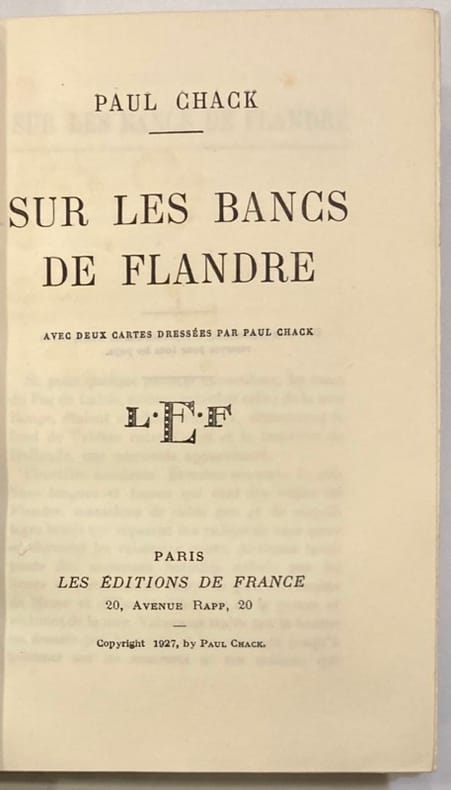 PAUL CHACK
SUR LES BANCS
DE FLANDRE
AVEC DEUX CARTES DRESSÉES PAR PAUL CHACK
L·E·F
PARIS
LES ÉDITIONS DE FRANCE
20, AVENUE RAPP, 20
Copyright 1927, by PAUL CHACK.